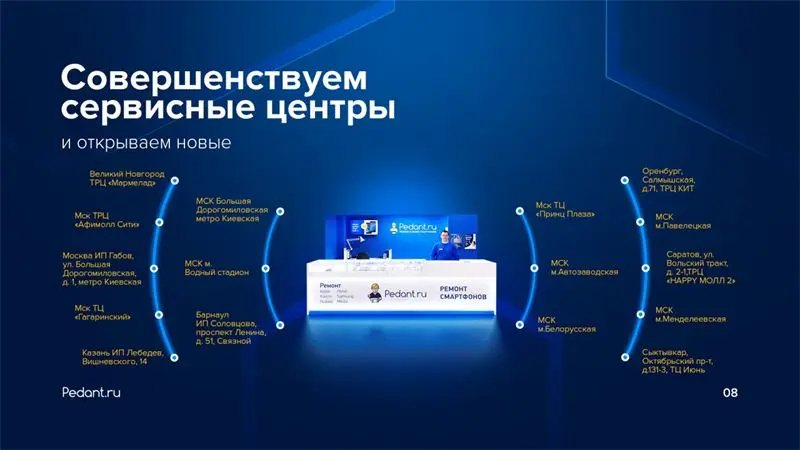 Совершенствуем
сервисные центры
и открываем новые
Великий Новгород
ТРЦ «Мармелад»
Мск ТРЦ
«Афимолл Сити»
Москва ИП Габов,
ул. Большая
Дорогомиловская,
д. 1, метро Киевская
Мск ТЦ
«Гагаринский»
Казань ИП Лебедев,
Вишневского, 14
МСК Большая
Дорогомиловская
метро Киевская
МСК м.
Водный стадион
Барнаул
ИП Соловцова,
проспект Ленина,
д. 51, Связной
Pedant.ru
Ремонт
Pedant.ru
РЕМОНТ
СМАРТФОНОВ
Мск ТЦ
«Принц Плаза»
МСК
м.Автозаводская
МСК
м.Белорусская
Оренбург,
Салмышская,
д.71, ТРЦ КИТ
МСК
м.Павелецкая
Саратов, ул.
Вольский тракт,
д. 2-1,ТРЦ
«HAPPY МОЛЛ 2»
МСК
м.Менделеевская
Сыктывкар,
Октябрьский пр-т,
д.131-3, ТЦ Июнь
Pedant.ru
08